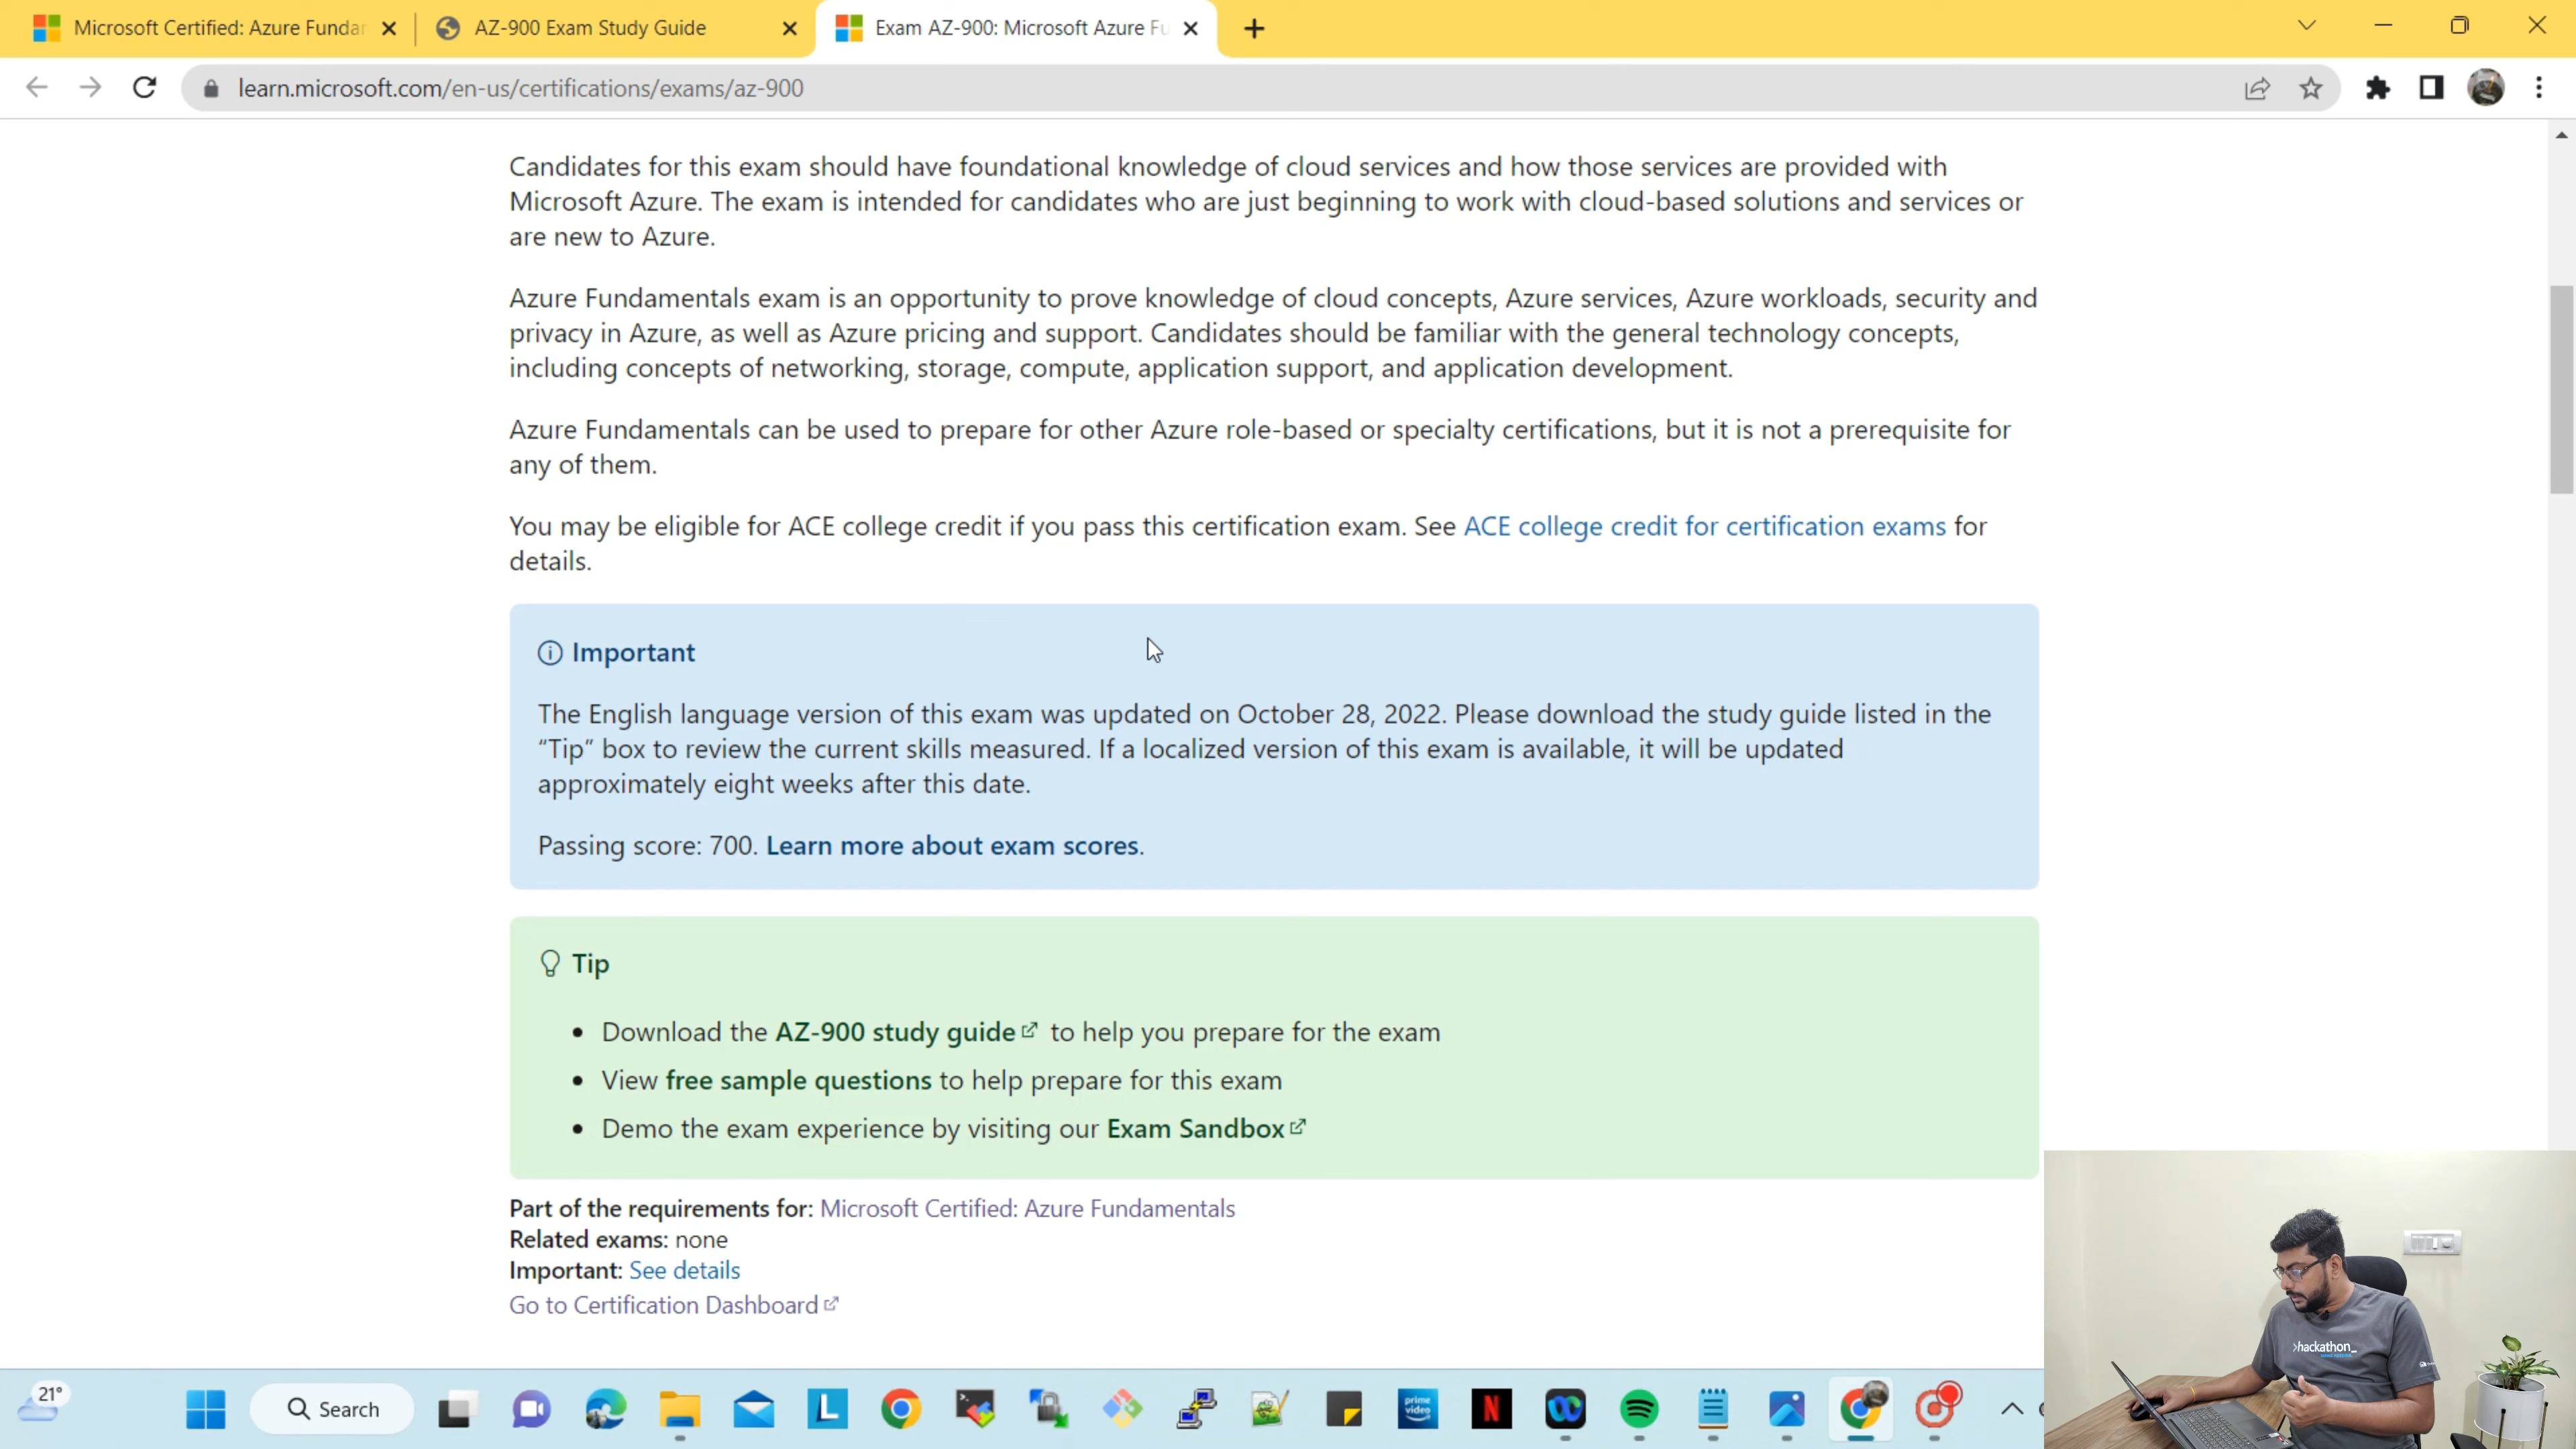 Microsoft Certified: Azure Fundar
AZ-900 Exam Study Guide
Exam AZ-900: Microsoft Azure Fu
learn.microsoft.com/en-us/certifications/exams/az-900
Candidates for this exam should have foundational knowledge of cloud services and how those services are provided with
Microsoft Azure. The exam is intended for candidates who are just beginning to work with cloud-based solutions and services or
are new to Azure.
Azure Fundamentals exam is an opportunity to prove knowledge of cloud concepts, Azure services, Azure workloads, security and
privacy in Azure, as well as Azure pricing and support. Candidates should be familiar with the general technology concepts,
including concepts of networking, storage, compute, application support, and application development.
Azure Fundamentals can be used to prepare for other Azure role-based or specialty certifications, but it is not a prerequisite for
any of them.
You may be eligible for ACE college credit if you pass this certification exam. See ACE college credit for certification exams for
details.
Important
The English language version of this exam was updated on October 28, 2022. Please download the study guide listed in the
“Tip” box to review the current skills measured. If a localized version of this exam is available, it will be updated
approximately eight weeks after this date.
Passing score: 700. Learn more about exam scores.
Tip
• Download the AZ-900 study guide to help you prepare for the exam
• View free sample questions to help prepare for this exam
• Demo the exam experience by visiting our Exam Sandbox
Part of the requirements for: Microsoft Certified: Azure Fundamentals
Related exams: none
Important: See details
Go to Certification Dashboard
>hackathon_
21°
Search
L
prime
video
N